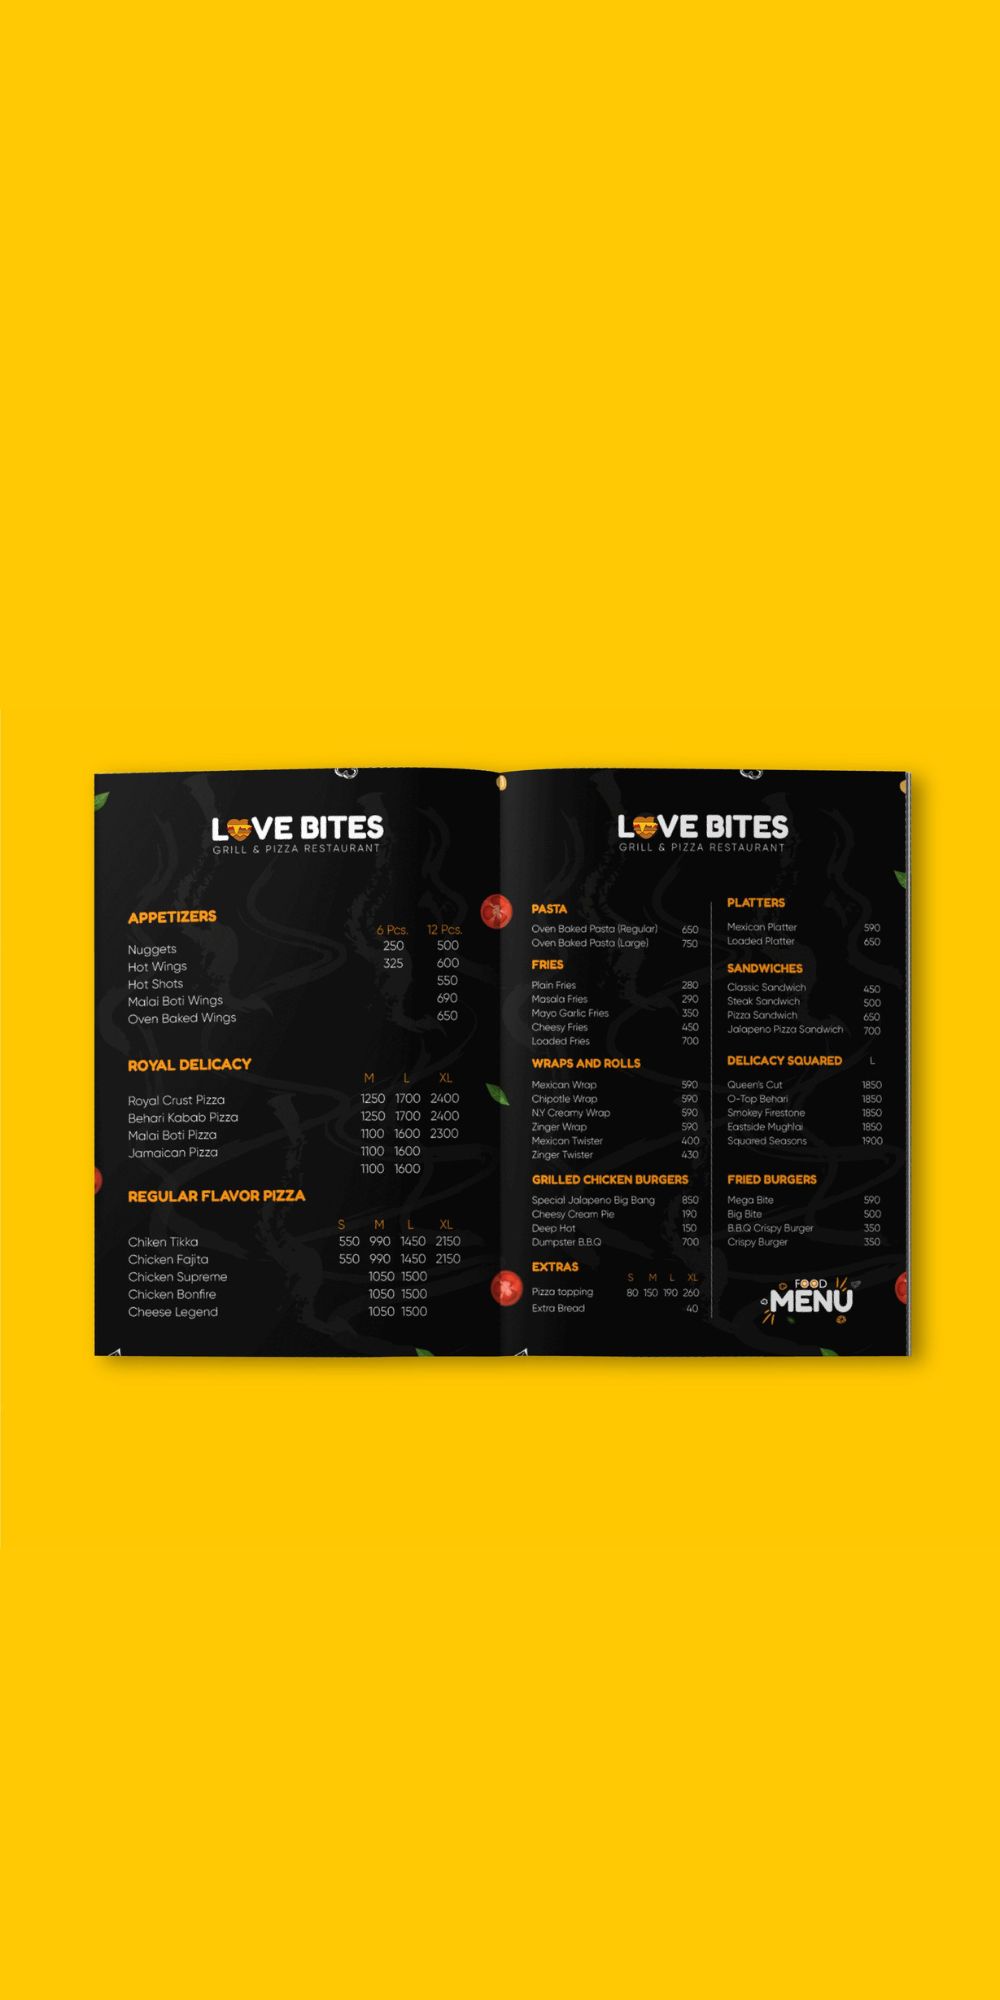 LOVE BITES
GRILL & PIZZA RESTAURANT
APPETIZERS
6 Pcs. 12 Pcs.
Nuggets 250 500
Hot Wings 325 600
Hot Shots 550
Malai Boti Wings 690
Oven Baked Wings 650
ROYAL DELICACY
M L XL
Royal Crust Pizza 1250 1700 2400
Behari Kabab Pizza 1250 1700 2400
Malai Boti Pizza 1100 1600 2300
Jamaican Pizza 1100 1600
1100 1600
REGULAR FLAVOR PIZZA
S M L XL
Chiken Tikka 550 990 1450 2150
Chicken Fajita 550 990 1450 2150
Chicken Supreme 1050 1500
Chicken Bonfire 1050 1500
Cheese Legend 1050 1500
LOVE BITES
GRILL & PIZZA RESTAURANT
PASTA
Oven Baked Pasta (Regular) 650
Oven Baked Pasta (Large) 750
FRIES
Plain Fries 280
Masala Fries 290
Mayo Garlic Fries 350
Cheesy Fries 450
Loaded Fries 700
WRAPS AND ROLLS
Mexican Wrap 590
Chipotle Wrap 590
N.Y Creamy Wrap 590
Zinger Wrap 590
Mexican Twister 400
Zinger Twister 430
GRILLED CHICKEN BURGERS
Special Jalapeno Big Bang 850
Cheesy Cream Pie 190
Deep Hot 150
Dumpster B.B.Q 700
EXTRAS
S M L XL
Pizza topping 80 150 190 260
Extra Bread 40
PLATTERS
Mexican Platter 590
Loaded Platter 650
SANDWICHES
Classic Sandwich 450
Steak Sandwich 500
Pizza Sandwich 650
Jalapeno Pizza Sandwich 700
DELICACY SQUARED L
Queen's Cut 1850
O-Top Behari 1850
Smokey Firestone 1850
Eastside Mughlai 1850
Squared Seasons 1900
FRIED BURGERS
Mega Bite 590
Big Bite 500
B.B.Q Crispy Burger 350
Crispy Burger 350
FOOD
MENU